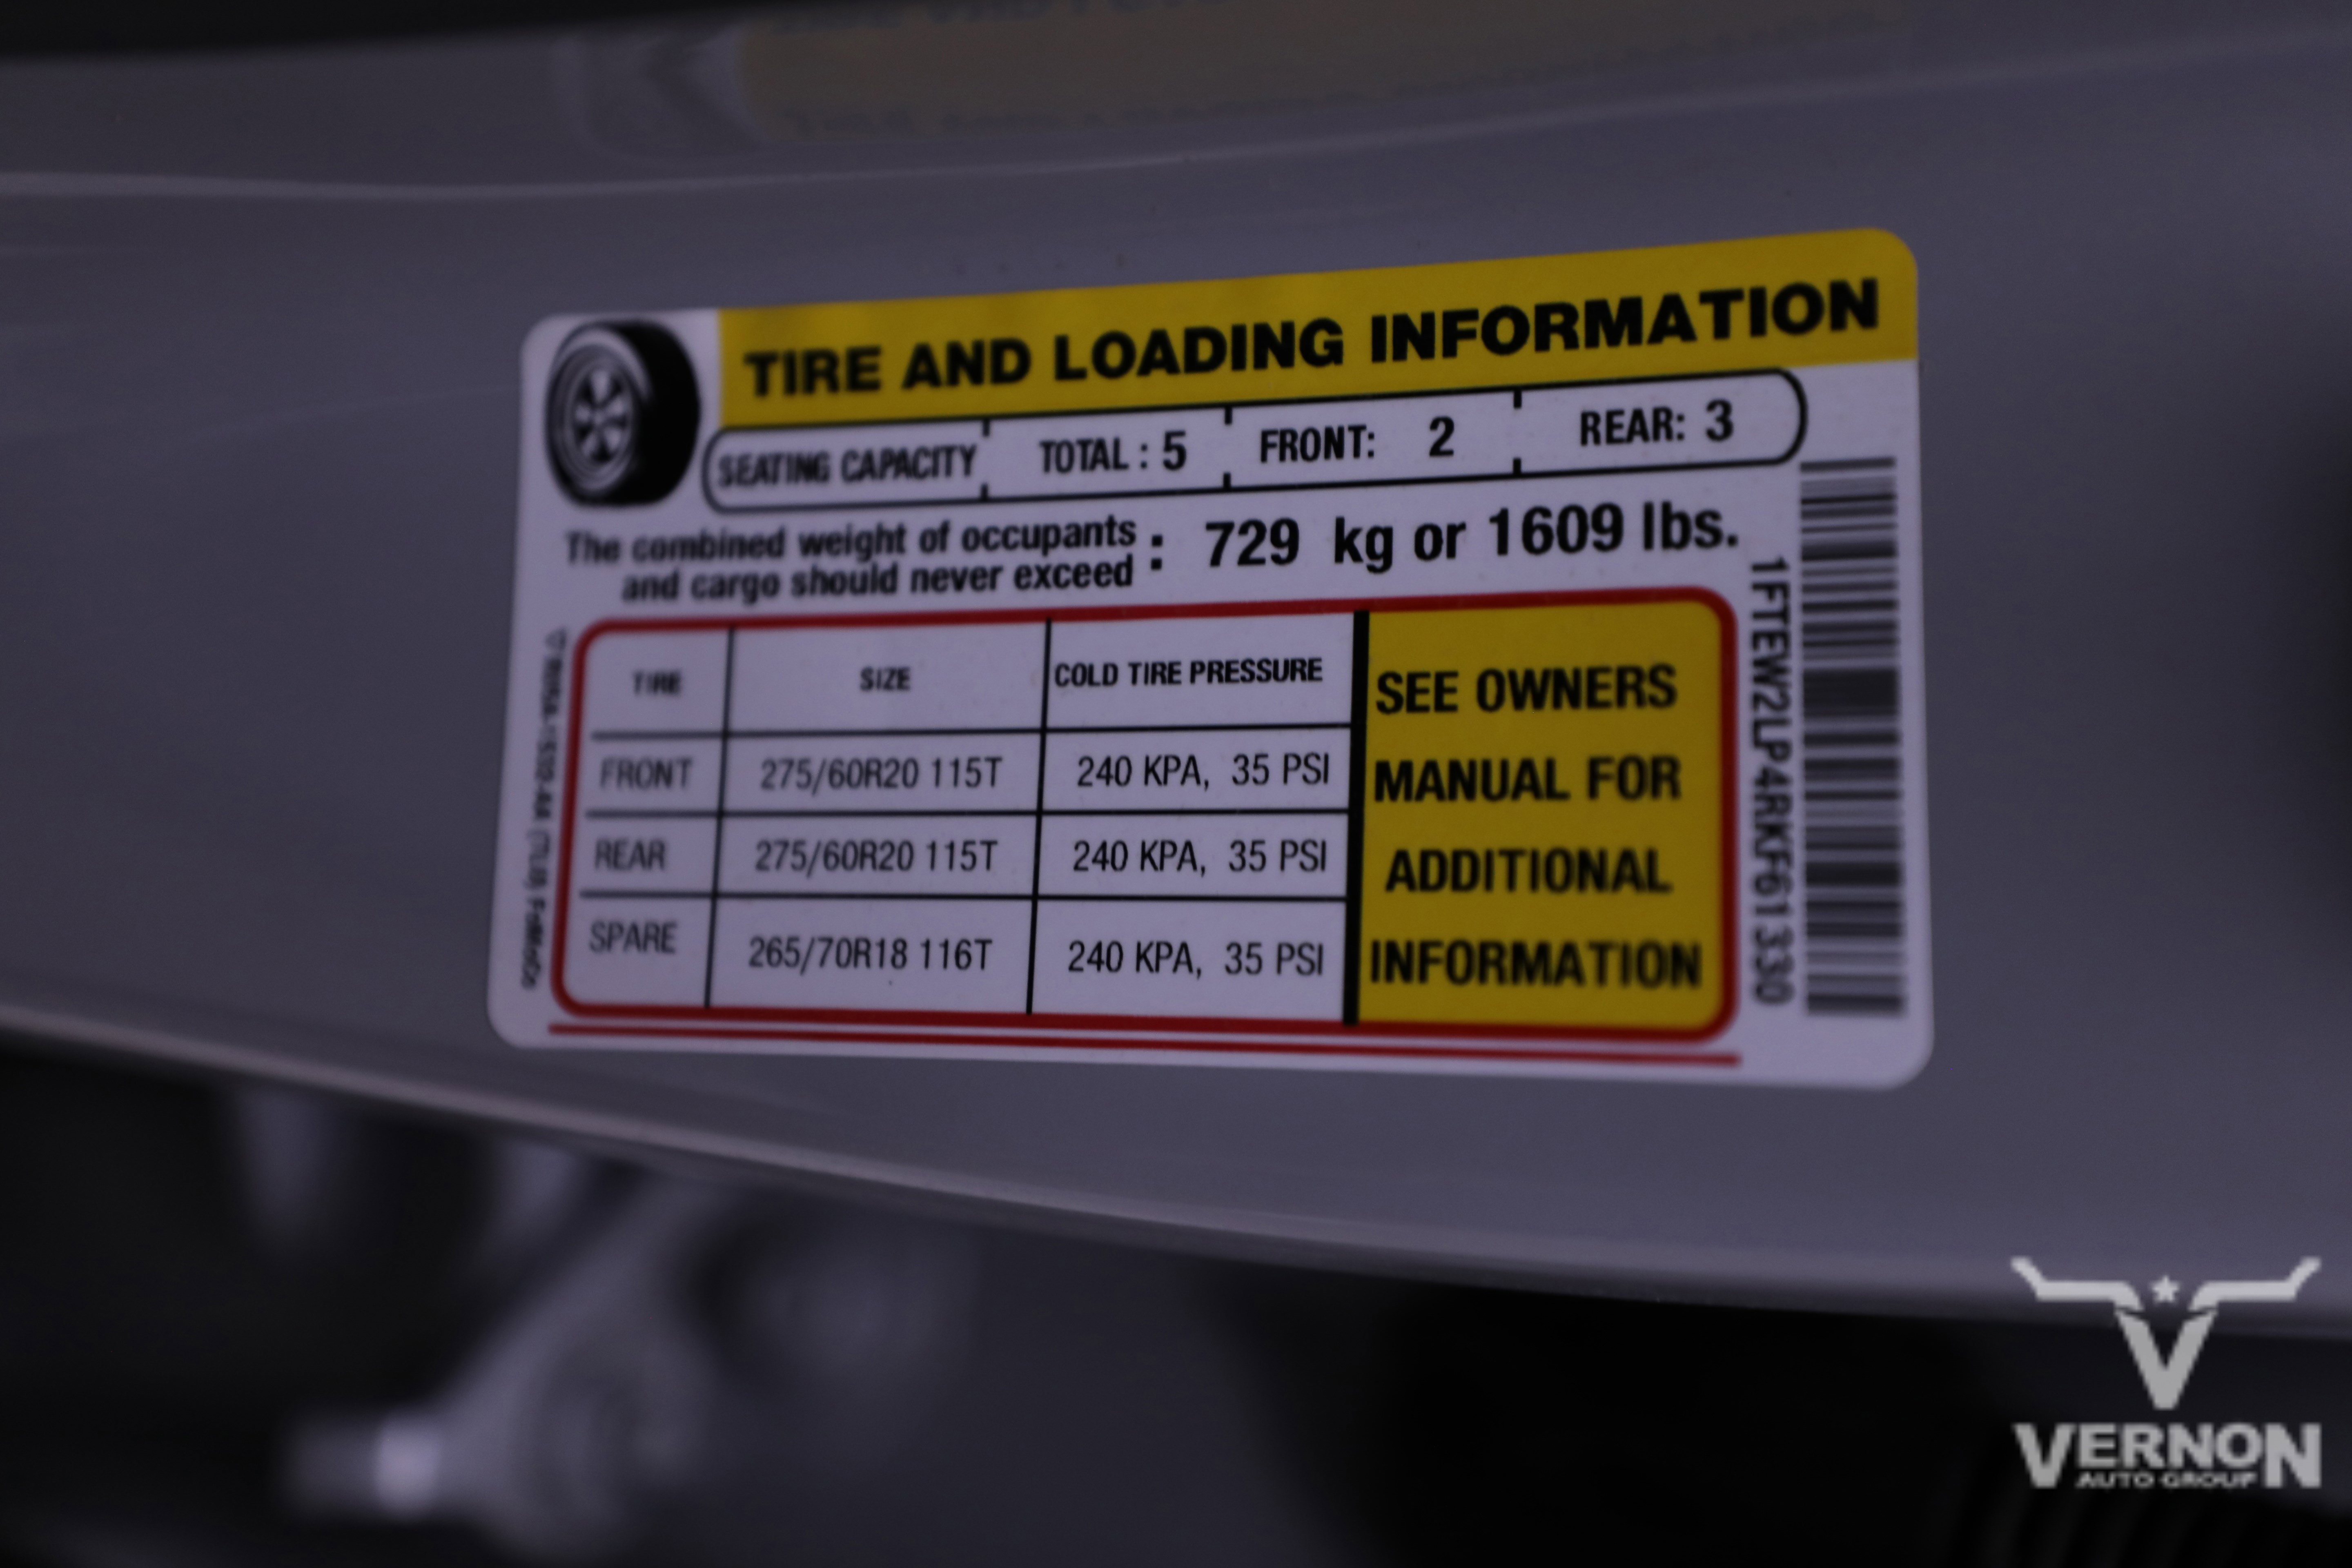 TIRE AND LOADING INFORMATION
SEATING CAPACITY TOTAL : 5 FRONT: 2 REAR: 3
The combined weight of occupants
and cargo should never exceed : 729 kg or 1609 lbs.
TIRE SIZE COLD TIRE PRESSURE
FRONT 275/60R20 115T 240 KPA, 35 PSI
REAR 275/60R20 115T 240 KPA, 35 PSI
SPARE 265/70R18 116T 240 KPA, 35 PSI
SEE OWNERS
MANUAL FOR
ADDITIONAL
INFORMATION
1FTEW2LP4RKF61330
VERNON
AUTO GROUP